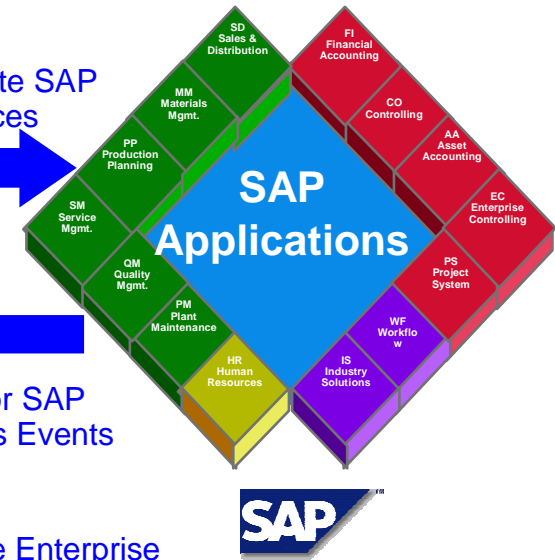 SD
Sales &
Distribution
FI
Financial
Accounting
MM
Materials
Mgmt.
CO
Controlling
te SAP
ces
PP
Production
Planning
AA
Asset
Accounting
SM
Service
Mgmt.
SAP
Applications
EC
Enterprise
Controlling
QM
Quality
Mgmt.
PS
Project
System
PM
Plant
Maintenance
WF
Workflo
w
HR
Human
Resources
IS
Industry
Solutions
or SAP
s Events
SAP
TM
e Enterprise